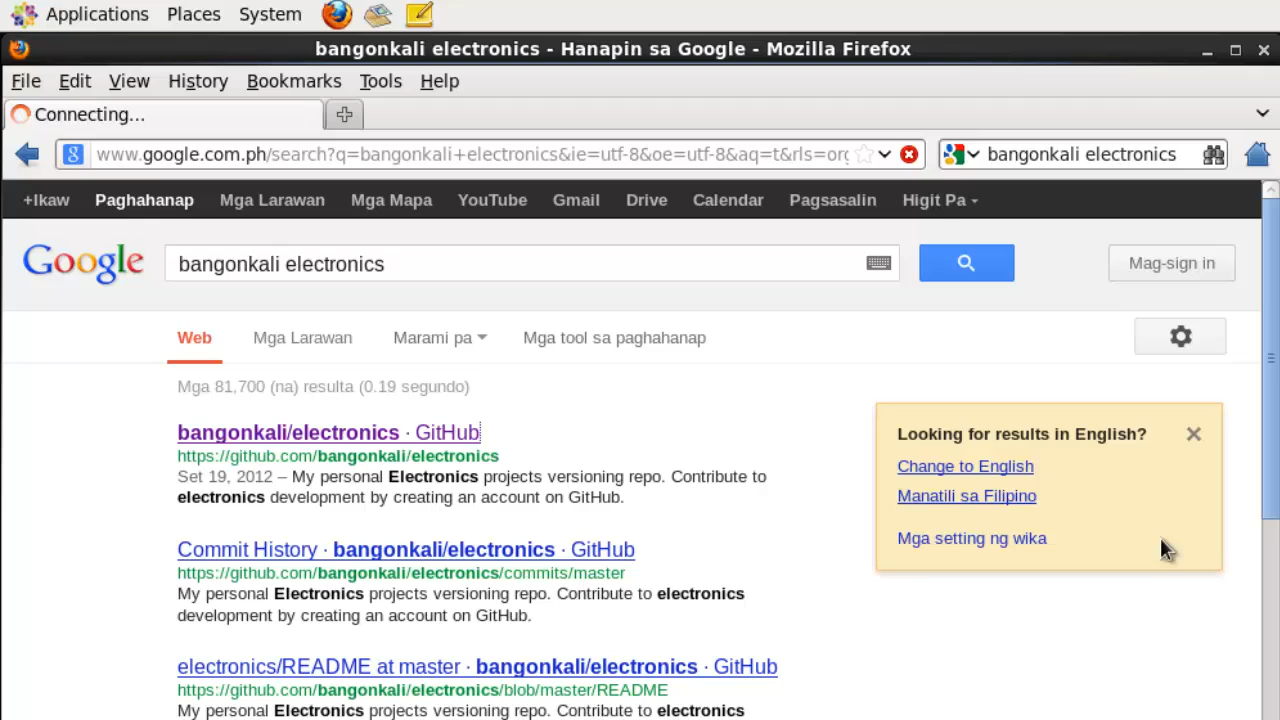 Applications Places System
bangonkali electronics - Hanapin sa Google - Mozilla Firefox
File Edit View History Bookmarks Tools Help
Connecting...
www.google.com.ph/search?q=bangonkali+electronics&ie=utf-8&oe=utf-8&aq=t&rls=org
bangonkali electronics
+Ikaw Paghahanap Mga Larawan Mga Mapa YouTube Gmail Drive Calendar Pagsasalin Higit Pa
Google bangonkali electronics Mag-sign in
Web Mga Larawan Marami pa Mga tool sa paghahanap
Mga 81,700 (na) resulta (0.19 segundo)
bangonkali/electronics · GitHub
https://github.com/bangonkali/electronics
Set 19, 2012 – My personal Electronics projects versioning repo. Contribute to
electronics development by creating an account on GitHub.
Commit History · bangonkali/electronics · GitHub
https://github.com/bangonkali/electronics/commits/master
My personal Electronics projects versioning repo. Contribute to electronics
development by creating an account on GitHub.
electronics/README at master · bangonkali/electronics · GitHub
https://github.com/bangonkali/electronics/blob/master/README
My personal Electronics projects versioning repo. Contribute to electronics
Looking for results in English?
Change to English
Manatili sa Filipino
Mga setting ng wika